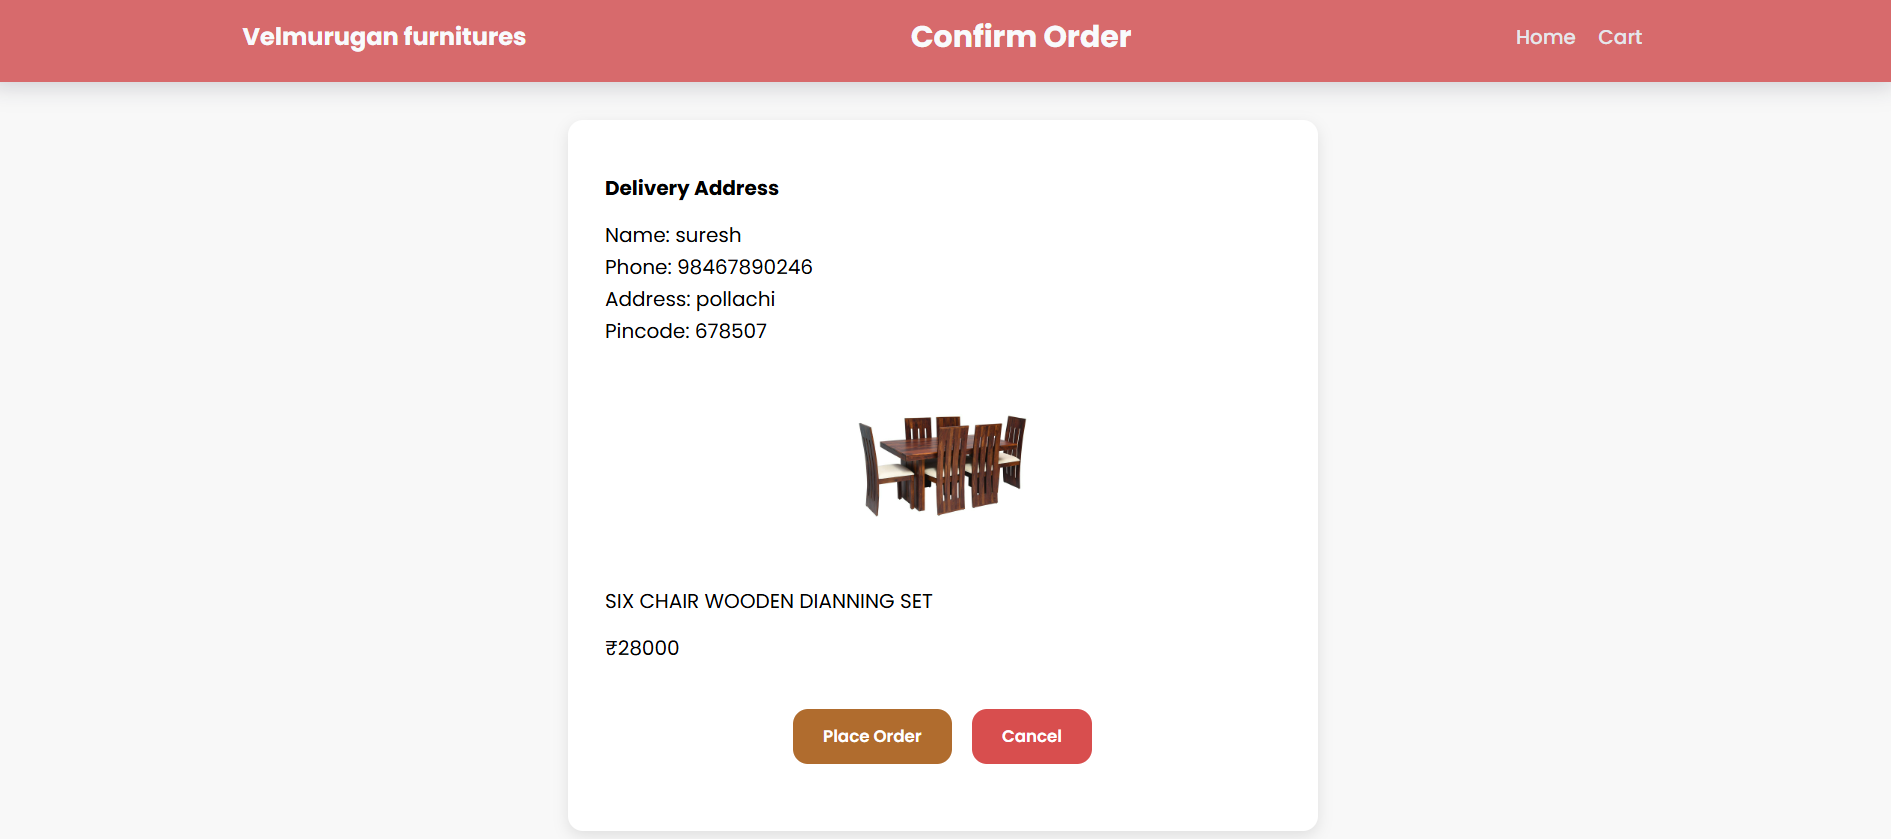 Velmurugan furnitures
Confirm Order
Home
Cart
Delivery Address
Name: suresh
Phone: 98467890246
Address: pollachi
Pincode: 678507
SIX CHAIR WOODEN DIANNING SET
₹28000
Place Order
Cancel